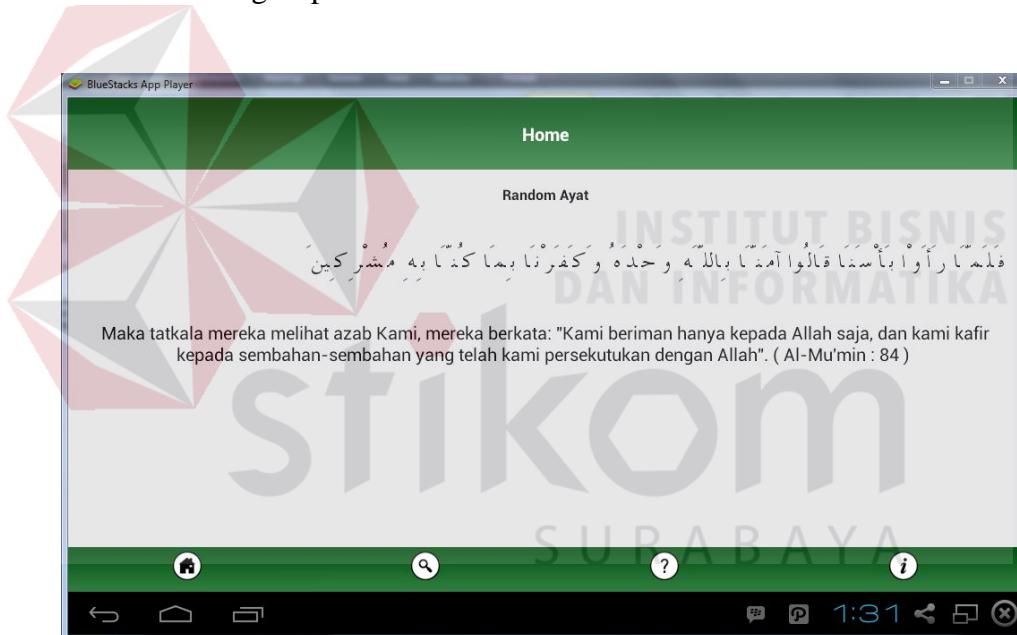 BlueStacks App Player
Home
Random Ayat
فَلَمَّا رَأَوْا بَأْسَنَا قَالُوا آمَنَّا بِاللَّهِ وَحْدَهُ وَكَفَرْنَا بِمَا كُنَّا بِهِ مُشْرِكِينَ
Maka tatkala mereka melihat azab Kami, mereka berkata: "Kami beriman hanya kepada Allah saja, dan kami kafir
kepada sembahan-sembahan yang telah kami persekutukan dengan Allah". ( Al-Mu'min : 84 )
INSTITUT BISNIS
DAN INFORMATIKA
stikom
SURABAYA
1:31